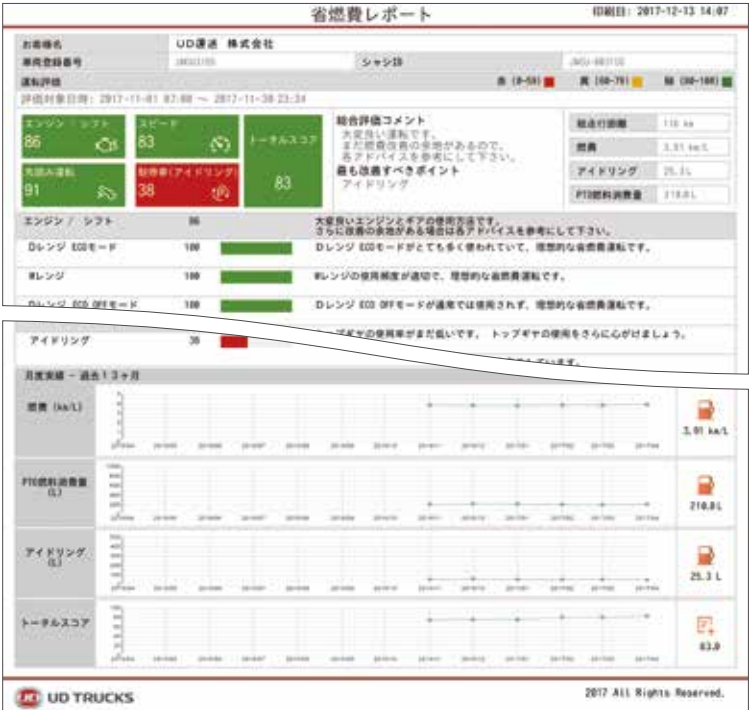 省燃費レポート
印刷日: 2017-12-13 14:07
お客様名 UD運送 株式会社
車両登録番号 シャシID
運転評価 赤 (0-59) 黄 (60-79) 緑 (80-100)
評価対象日時: 2017-11-01 07:00 ～ 2017-11-30 23:34
エンジン / シフト
86
スピード
83
トータルスコア
83
先読み運転
91
駐停車(アイドリング)
38
総合評価コメント
大変良い運転です。
まだ燃費改善の余地があるので、
各アドバイスを参考にして下さい。
最も改善すべきポイント
アイドリング
総走行距離 110 km
燃費 3.91 km/L
アイドリング 25.3L
PTO燃料消費量 210.0L
エンジン / シフト 86 大変良いエンジンとギアの使用方法です。
さらに改善の余地がある場合は各アドバイスを参考にして下さい。
Dレンジ ECOモード 100 Dレンジ ECOモードがとても多く使われていて、理想的な省燃費運転です。
Mレンジ 100 Mレンジの使用頻度が適切で、理想的な省燃費運転です。
Dレンジ ECO OFFモード 100 Dレンジ ECO OFFモードが通常では使用されず、理想的な省燃費運転です。
トップギヤの使用率がまだ低いです。 トップギヤの使用をさらに心がけましょう。
アイドリング 38
月度実績 - 過去13ヶ月
燃費 (km/L)
3.91 km/L
PTO燃料消費量
(L)
210.0 L
アイドリング
(L)
25.3 L
トータルスコア
83.0
UD TRUCKS
2017 All Rights Reserved.